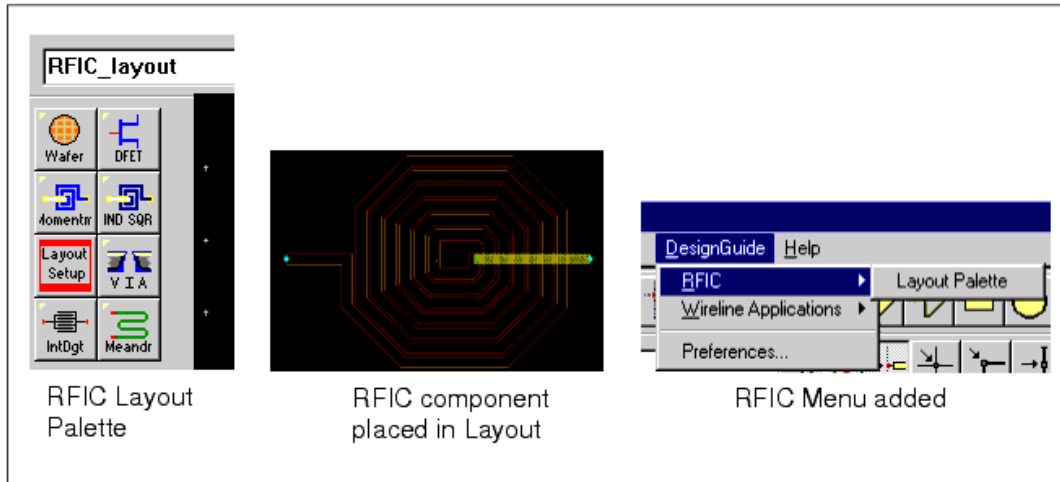 RFIC_layout
Wafer DFET
IND SQR
Layout
Setup
V I A
IntDgt Meandr
RFIC Layout
Palette
RFIC component
placed in Layout
DesignGuide Help
RFIC Layout Palette
Wireline Applications
Preferences...
RFIC Menu added